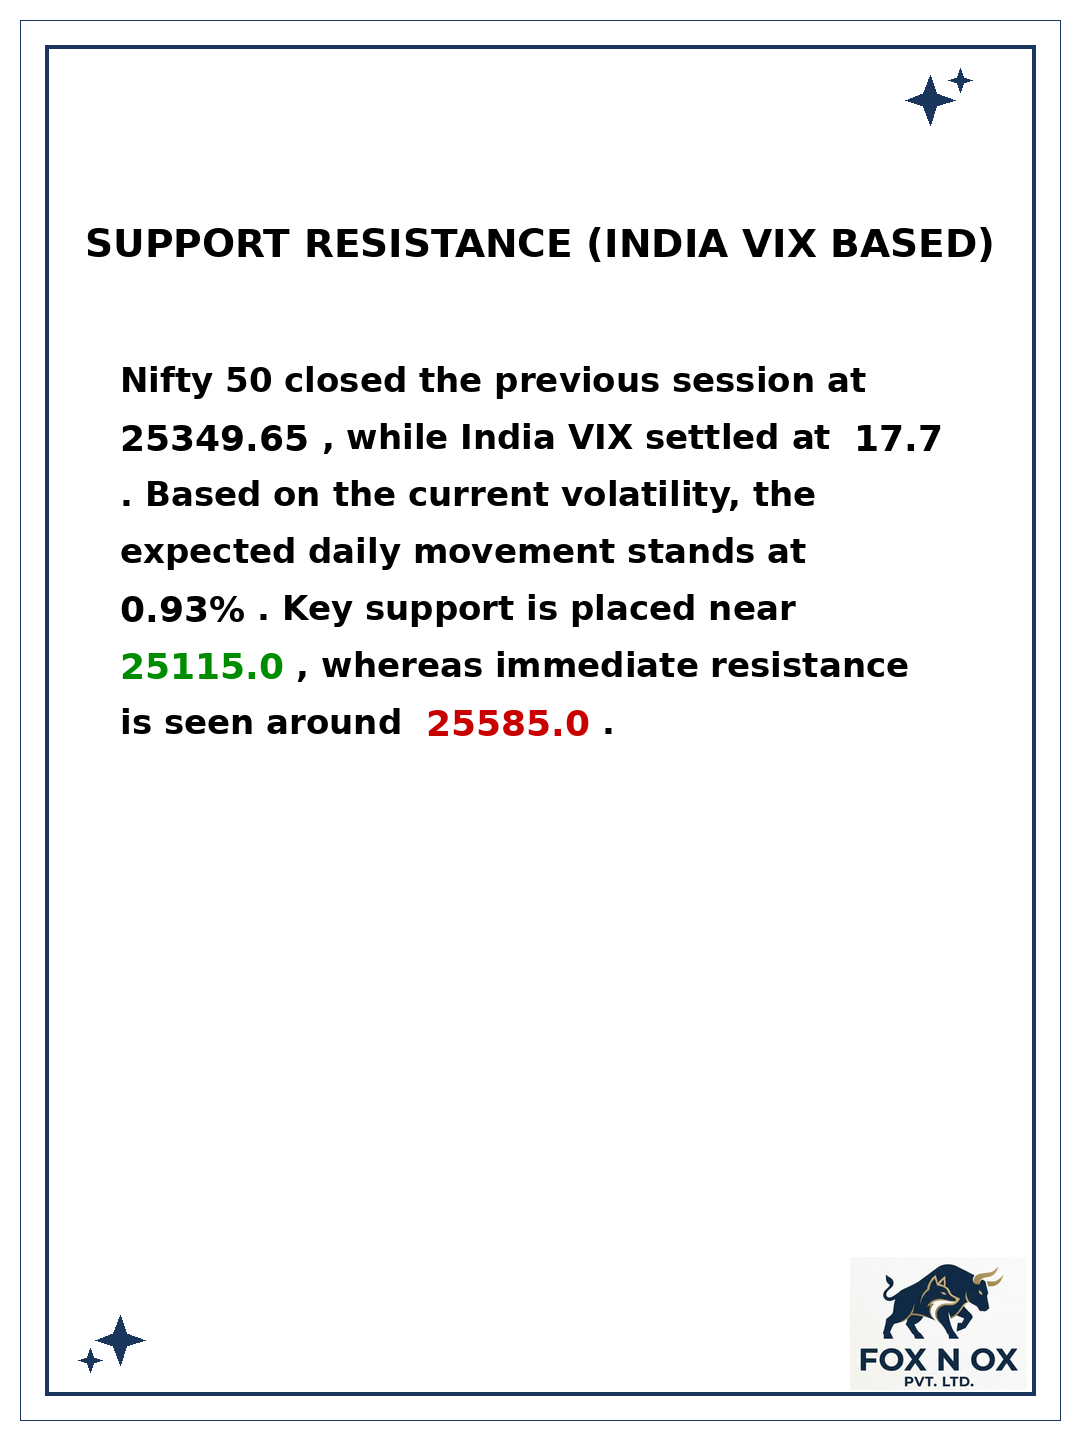 SUPPORT RESISTANCE (INDIA VIX BASED)
Nifty 50 closed the previous session at
25349.65 , while India VIX settled at 17.7
. Based on the current volatility, the
expected daily movement stands at
0.93% . Key support is placed near
25115.0 , whereas immediate resistance
is seen around 25585.0 .
FOX N OX
PVT. LTD.